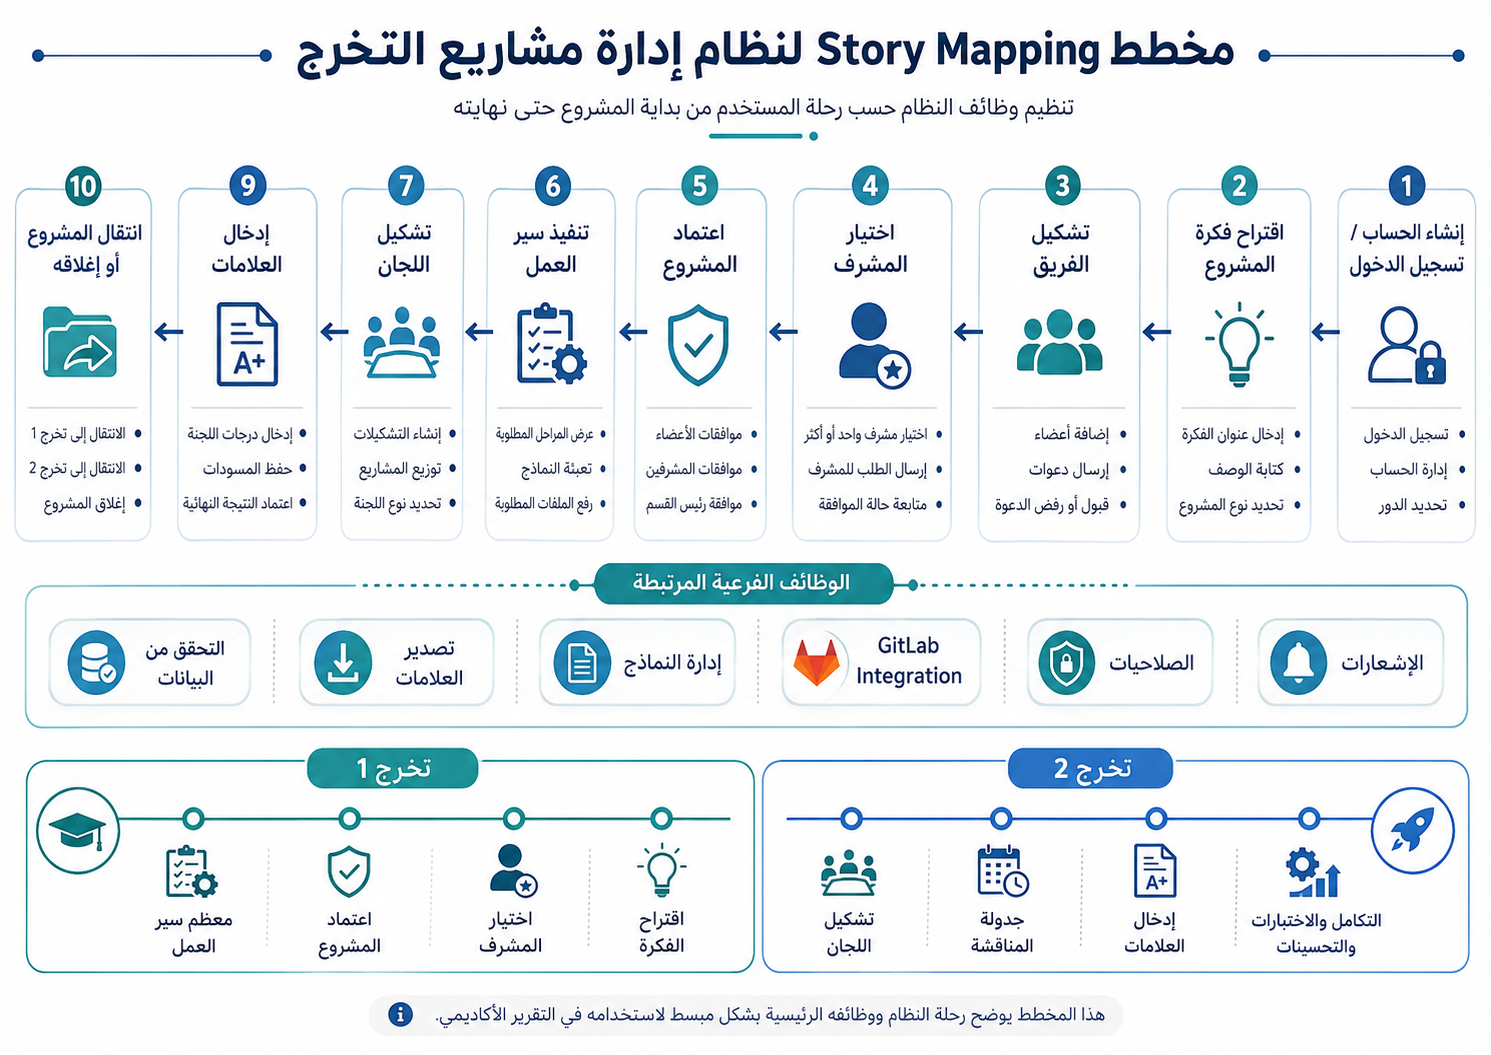 مخطط Story Mapping لنظام إدارة مشاريع التخرج
تنظيم وظائف النظام حسب رحلة المستخدم من بداية المشروع حتى نهايته
1
إنشاء الحساب /
تسجيل الدخول
• تسجيل الدخول
• إدارة الحساب
• تحديد الدور
2
اقتراح فكرة
المشروع
• إدخال عنوان الفكرة
• كتابة الوصف
• تحديد نوع المشروع
3
تشكيل
الفريق
• إضافة أعضاء
• إرسال دعوات
• قبول أو رفض الدعوة
4
اختيار
المشرف
• اختيار مشرف واحد أو أكثر
• إرسال الطلب للمشرف
• متابعة حالة الموافقة
5
اعتماد
المشروع
• موافقات الأعضاء
• موافقات المشرفين
• موافقة رئيس القسم
6
تنفيذ سير
العمل
• عرض المراحل المطلوبة
• تعبئة النماذج
• رفع الملفات المطلوبة
7
تشكيل
اللجان
• إنشاء التشكيلات
• توزيع المشاريع
• تحديد نوع اللجنة
9
إدخال
العلامات
A+
• إدخال درجات اللجنة
• حفظ المسودات
• اعتماد النتيجة النهائية
10
انتقال المشروع
أو إغلاقه
• الانتقال إلى تخرج 1
• الانتقال إلى تخرج 2
• إغلاق المشروع
الوظائف الفرعية المرتبطة
الإشعارات
الصلاحيات
GitLab
Integration
إدارة النماذج
تصدير
العلامات
التحقق من
البيانات
تخرج 2
التكامل والاختبارات
والتحسينات
A+
إدخال
العلامات
جدولة
المناقشة
تشكيل
اللجان
تخرج 1
اقتراح
الفكرة
اختيار
المشرف
اعتماد
المشروع
معظم سير
العمل
هذا المخطط يوضح رحلة النظام ووظائفه الرئيسية بشكل مبسط لاستخدامه في التقرير الأكاديمي.